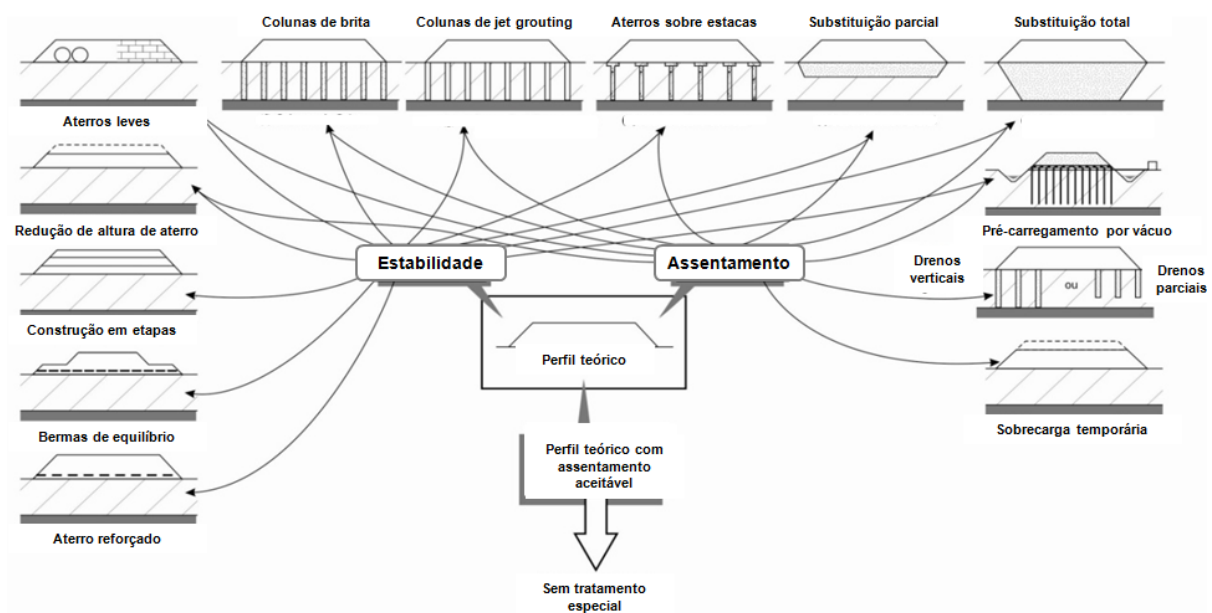 Colunas de brita
Colunas de jet grouting
Aterros sobre estacas
Substituição parcial
Substituição total
Aterros leves
Redução de altura de aterro
Pré-carregamento por vácuo
Estabilidade
Assentamento
Drenos
verticais
ou
Drenos
parciais
Construção em etapas
Perfil teórico
Bermas de equilíbrio
Sobrecarga temporária
Perfil teórico com
assentamento
aceitável
Aterro reforçado
Sem tratamento
especial